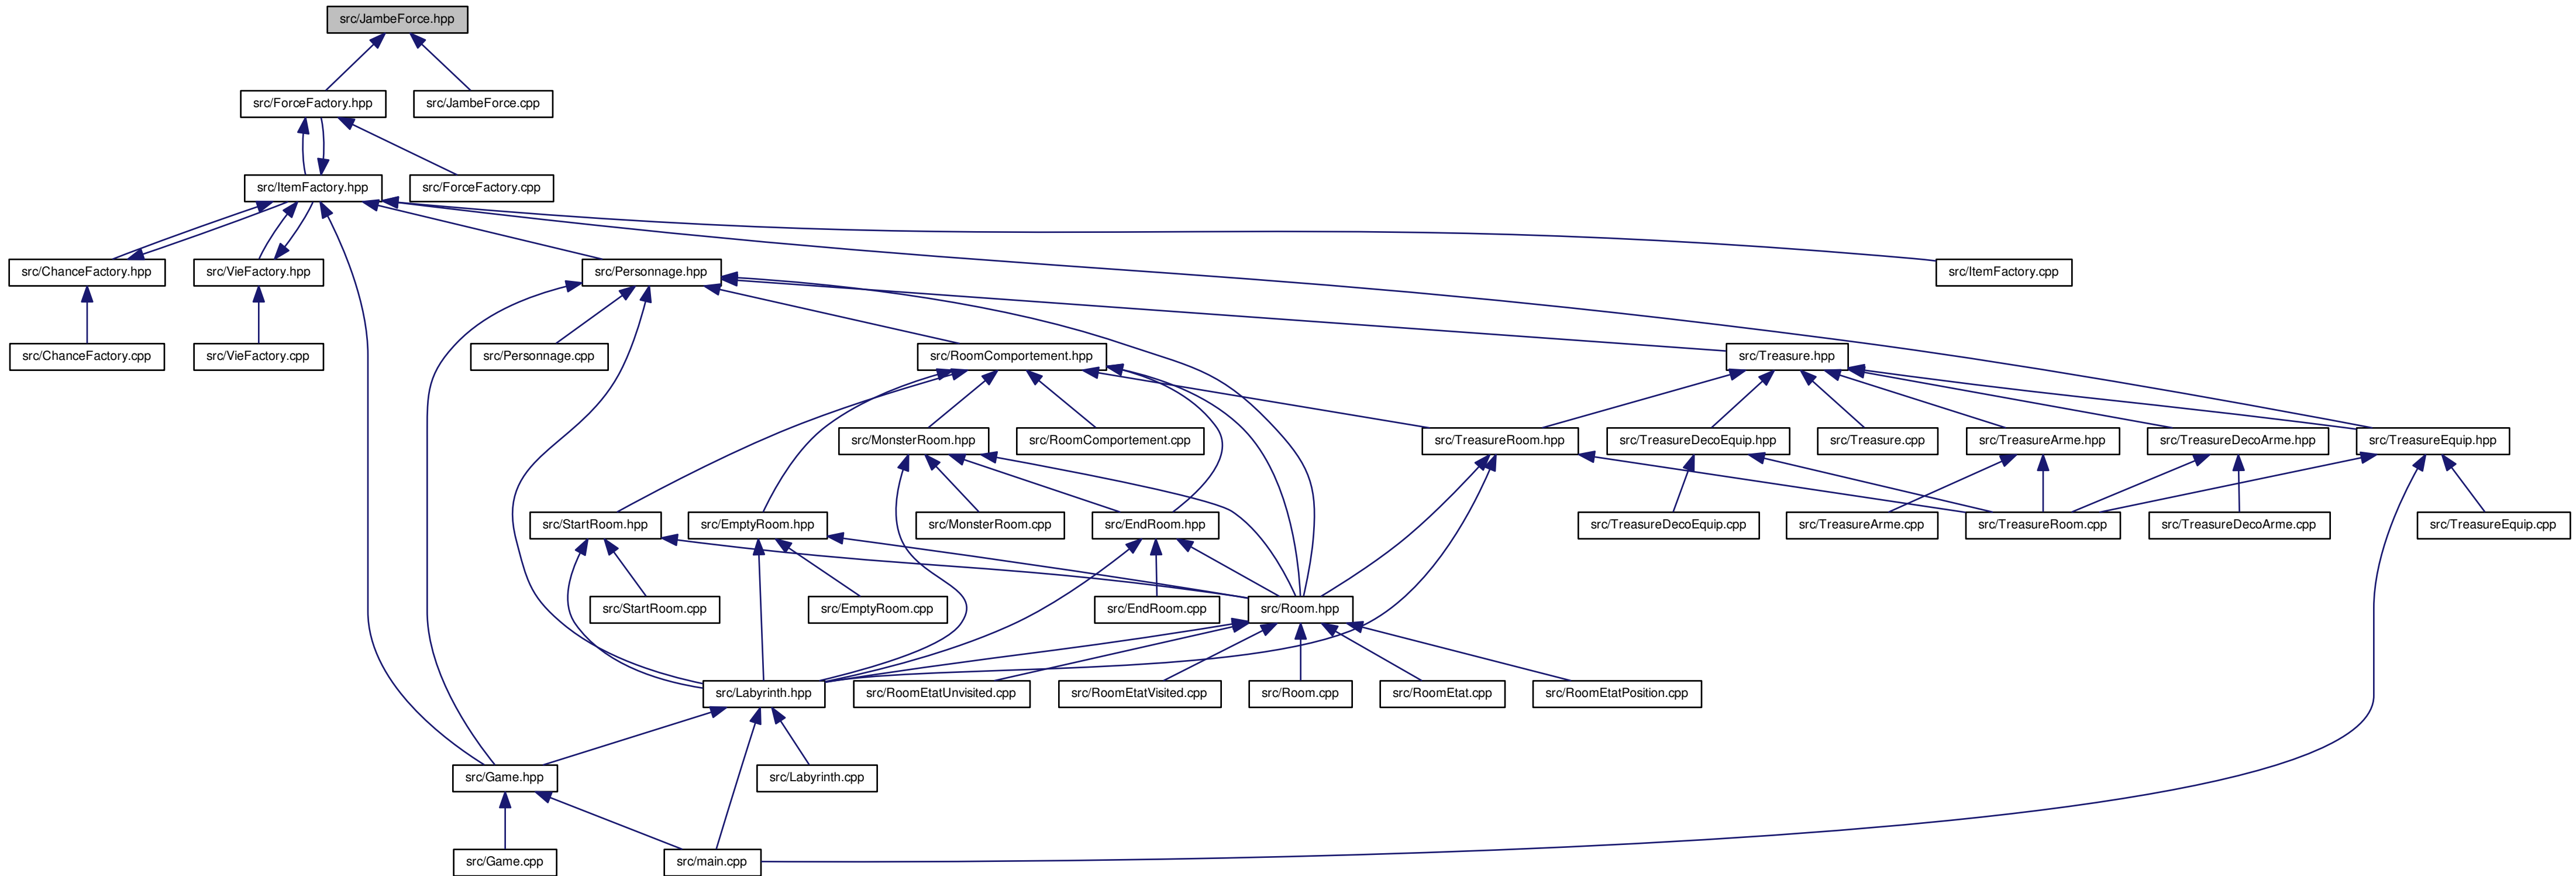 src/JambeForce.hpp
src/ForceFactory.hpp
src/JambeForce.cpp
src/ItemFactory.hpp
src/ForceFactory.cpp
src/ChanceFactory.hpp
src/VieFactory.hpp
src/Personnage.hpp
src/ItemFactory.cpp
src/ChanceFactory.cpp
src/VieFactory.cpp
src/Personnage.cpp
src/RoomComportement.hpp
src/Treasure.hpp
src/MonsterRoom.hpp
src/RoomComportement.cpp
src/TreasureRoom.hpp
src/TreasureDecoEquip.hpp
src/Treasure.cpp
src/TreasureArme.hpp
src/TreasureDecoArme.hpp
src/TreasureEquip.hpp
src/StartRoom.hpp
src/EmptyRoom.hpp
src/MonsterRoom.cpp
src/EndRoom.hpp
src/TreasureDecoEquip.cpp
src/TreasureArme.cpp
src/TreasureRoom.cpp
src/TreasureDecoArme.cpp
src/TreasureEquip.cpp
src/StartRoom.cpp
src/EmptyRoom.cpp
src/EndRoom.cpp
src/Room.hpp
src/Labyrinth.hpp
src/RoomEtatUnvisited.cpp
src/RoomEtatVisited.cpp
src/Room.cpp
src/RoomEtat.cpp
src/RoomEtatPosition.cpp
src/Game.hpp
src/Labyrinth.cpp
src/Game.cpp
src/main.cpp